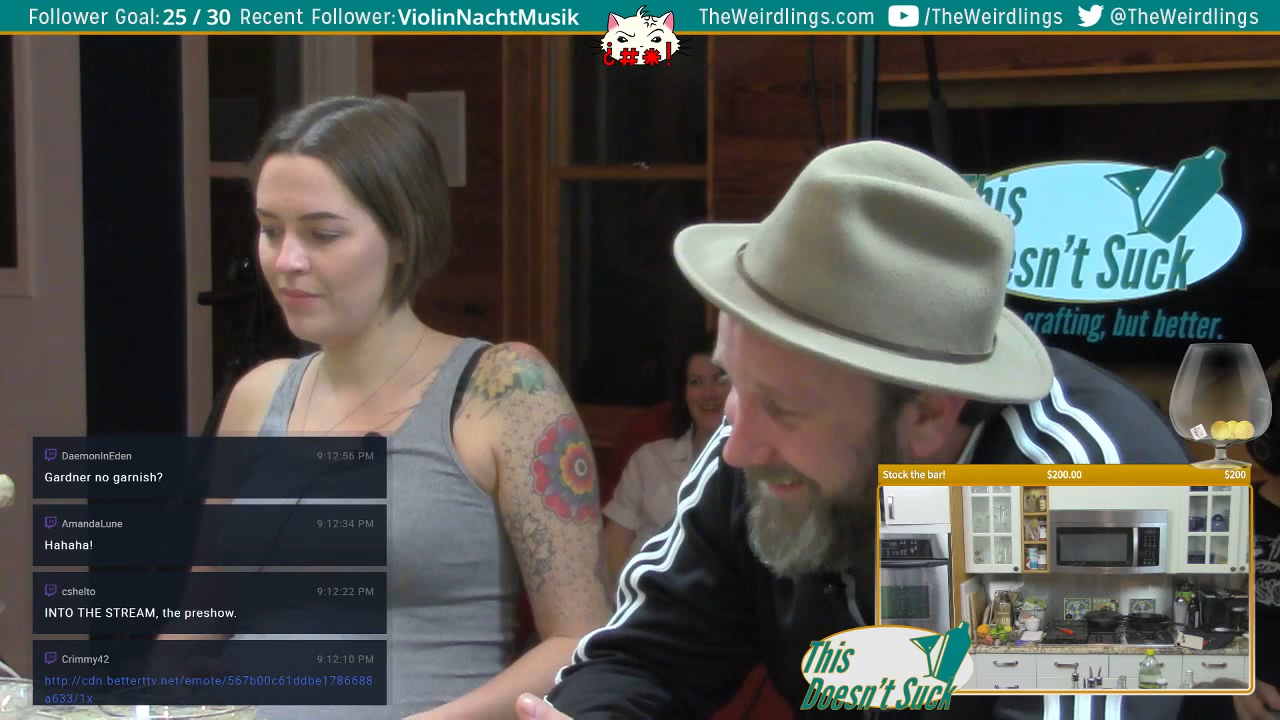 Follower Goal: 25 / 30 Recent Follower: ViolinNachtMusik
¿#*!
TheWeirdlings.com /TheWeirdlings @TheWeirdlings
This
Doesn't Suck
crafting, but better.
DaemonInEden 9:12:56 PM
Gardner no garnish?
AmandaLune 9:12:34 PM
Hahaha!
cshelto 9:12:22 PM
INTO THE STREAM, the preshow.
Crimmy42 9:12:10 PM
http://cdn.betterttv.net/emote/567b00c61ddbe1786688
a633/1x
Stock the bar! $200.00 $200
This
Doesn't Suck